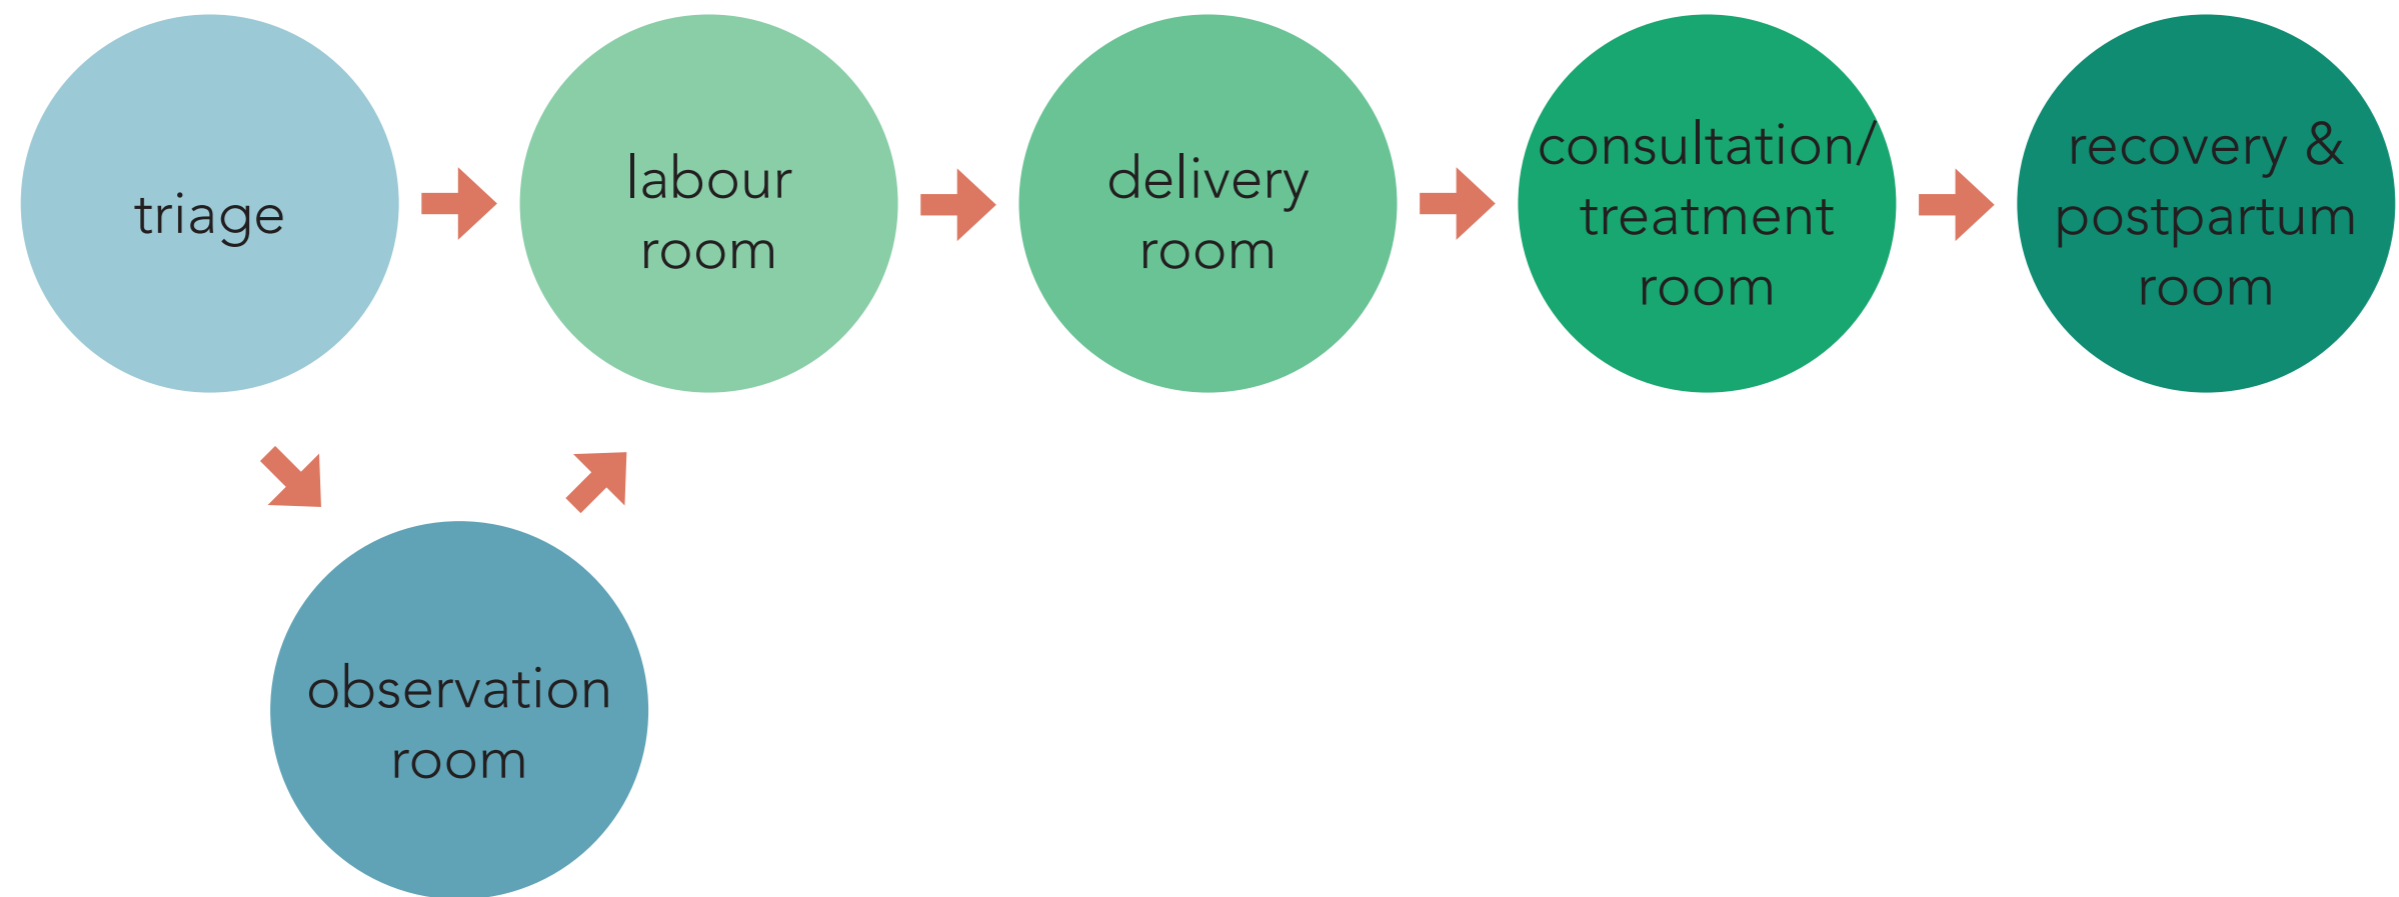 triage
labour
room
delivery
room
consultation/
treatment
room
recovery &
postpartum
room
observation
room